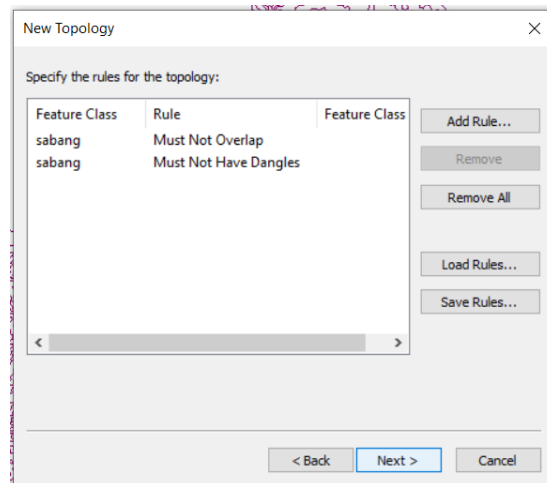 New Topology
Specify the rules for the topology:
Feature Class Rule Feature Class
sabang Must Not Overlap
sabang Must Not Have Dangles
Add Rule...
Remove
Remove All
Load Rules...
Save Rules...
< Back Next > Cancel